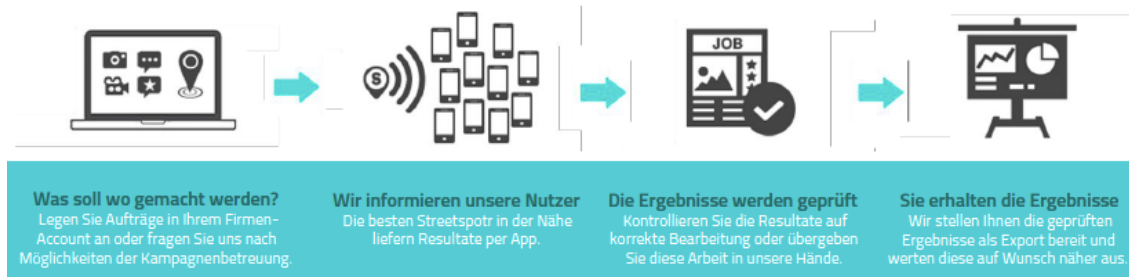 S
JOB
Was soll wo gemacht werden?
Legen Sie Aufträge in Ihrem Firmen-
Account an oder fragen Sie uns nach
Möglichkeiten der Kampagnenbetreuung.
Wir informieren unsere Nutzer
Die besten Streetspotr in der Nähe
liefern Resultate per App.
Die Ergebnisse werden geprüft
Kontrollieren Sie die Resultate auf
korrekte Bearbeitung oder übergeben
Sie diese Arbeit in unsere Hände.
Sie erhalten die Ergebnisse
Wir stellen Ihnen die geprüften
Ergebnisse als Export bereit und
werten diese auf Wunsch näher aus.